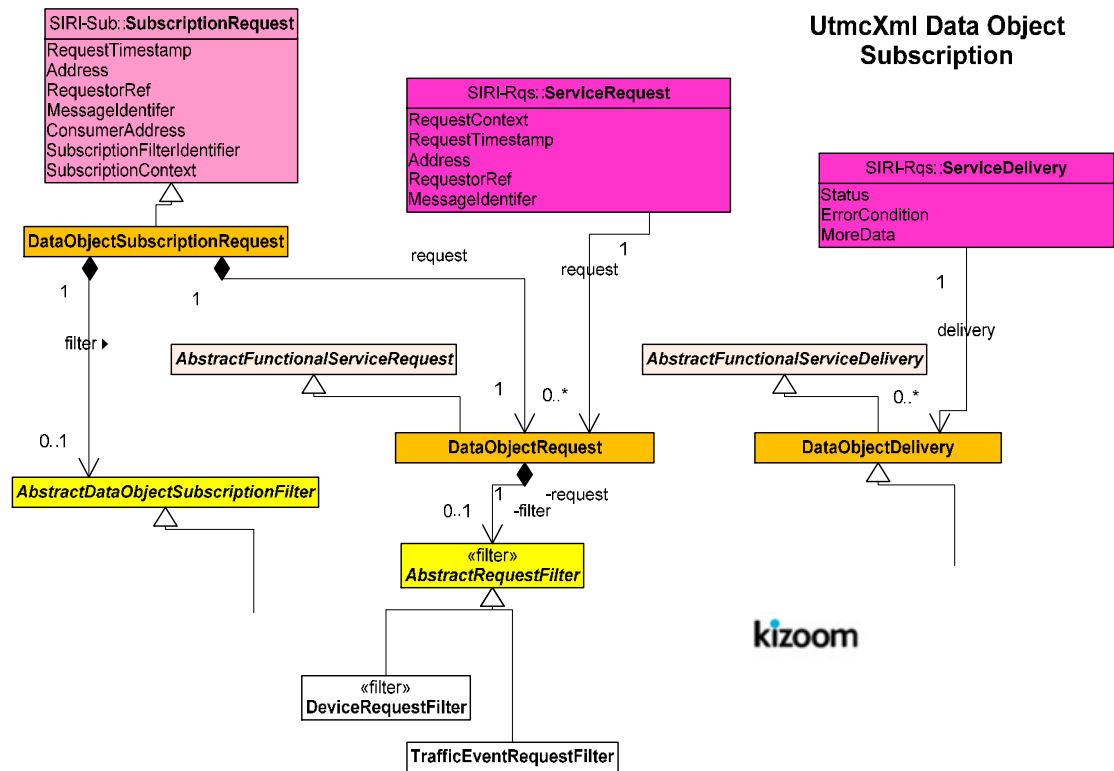 UtmcXml Data Object
Subscription
SIRI-Sub::SubscriptionRequest
RequestTimestamp
Address
RequestorRef
MessageIdentifer
ConsumerAddress
SubscriptionFilterIdentifier
SubscriptionContext
SIRI-Rqs::ServiceRequest
RequestContext
RequestTimestamp
Address
RequestorRef
MessageIdentifer
SIRI-Rqs::ServiceDelivery
Status
ErrorCondition
MoreData
DataObjectSubscriptionRequest
request
1
request
1
1
1
filter
delivery
AbstractFunctionalServiceRequest
AbstractFunctionalServiceDelivery
1
0..*
0..*
0..1
DataObjectRequest
DataObjectDelivery
AbstractDataObjectSubscriptionFilter
1
-request
0..1
-filter
«filter»
AbstractRequestFilter
kizoom
«filter»
DeviceRequestFilter
TrafficEventRequestFilter